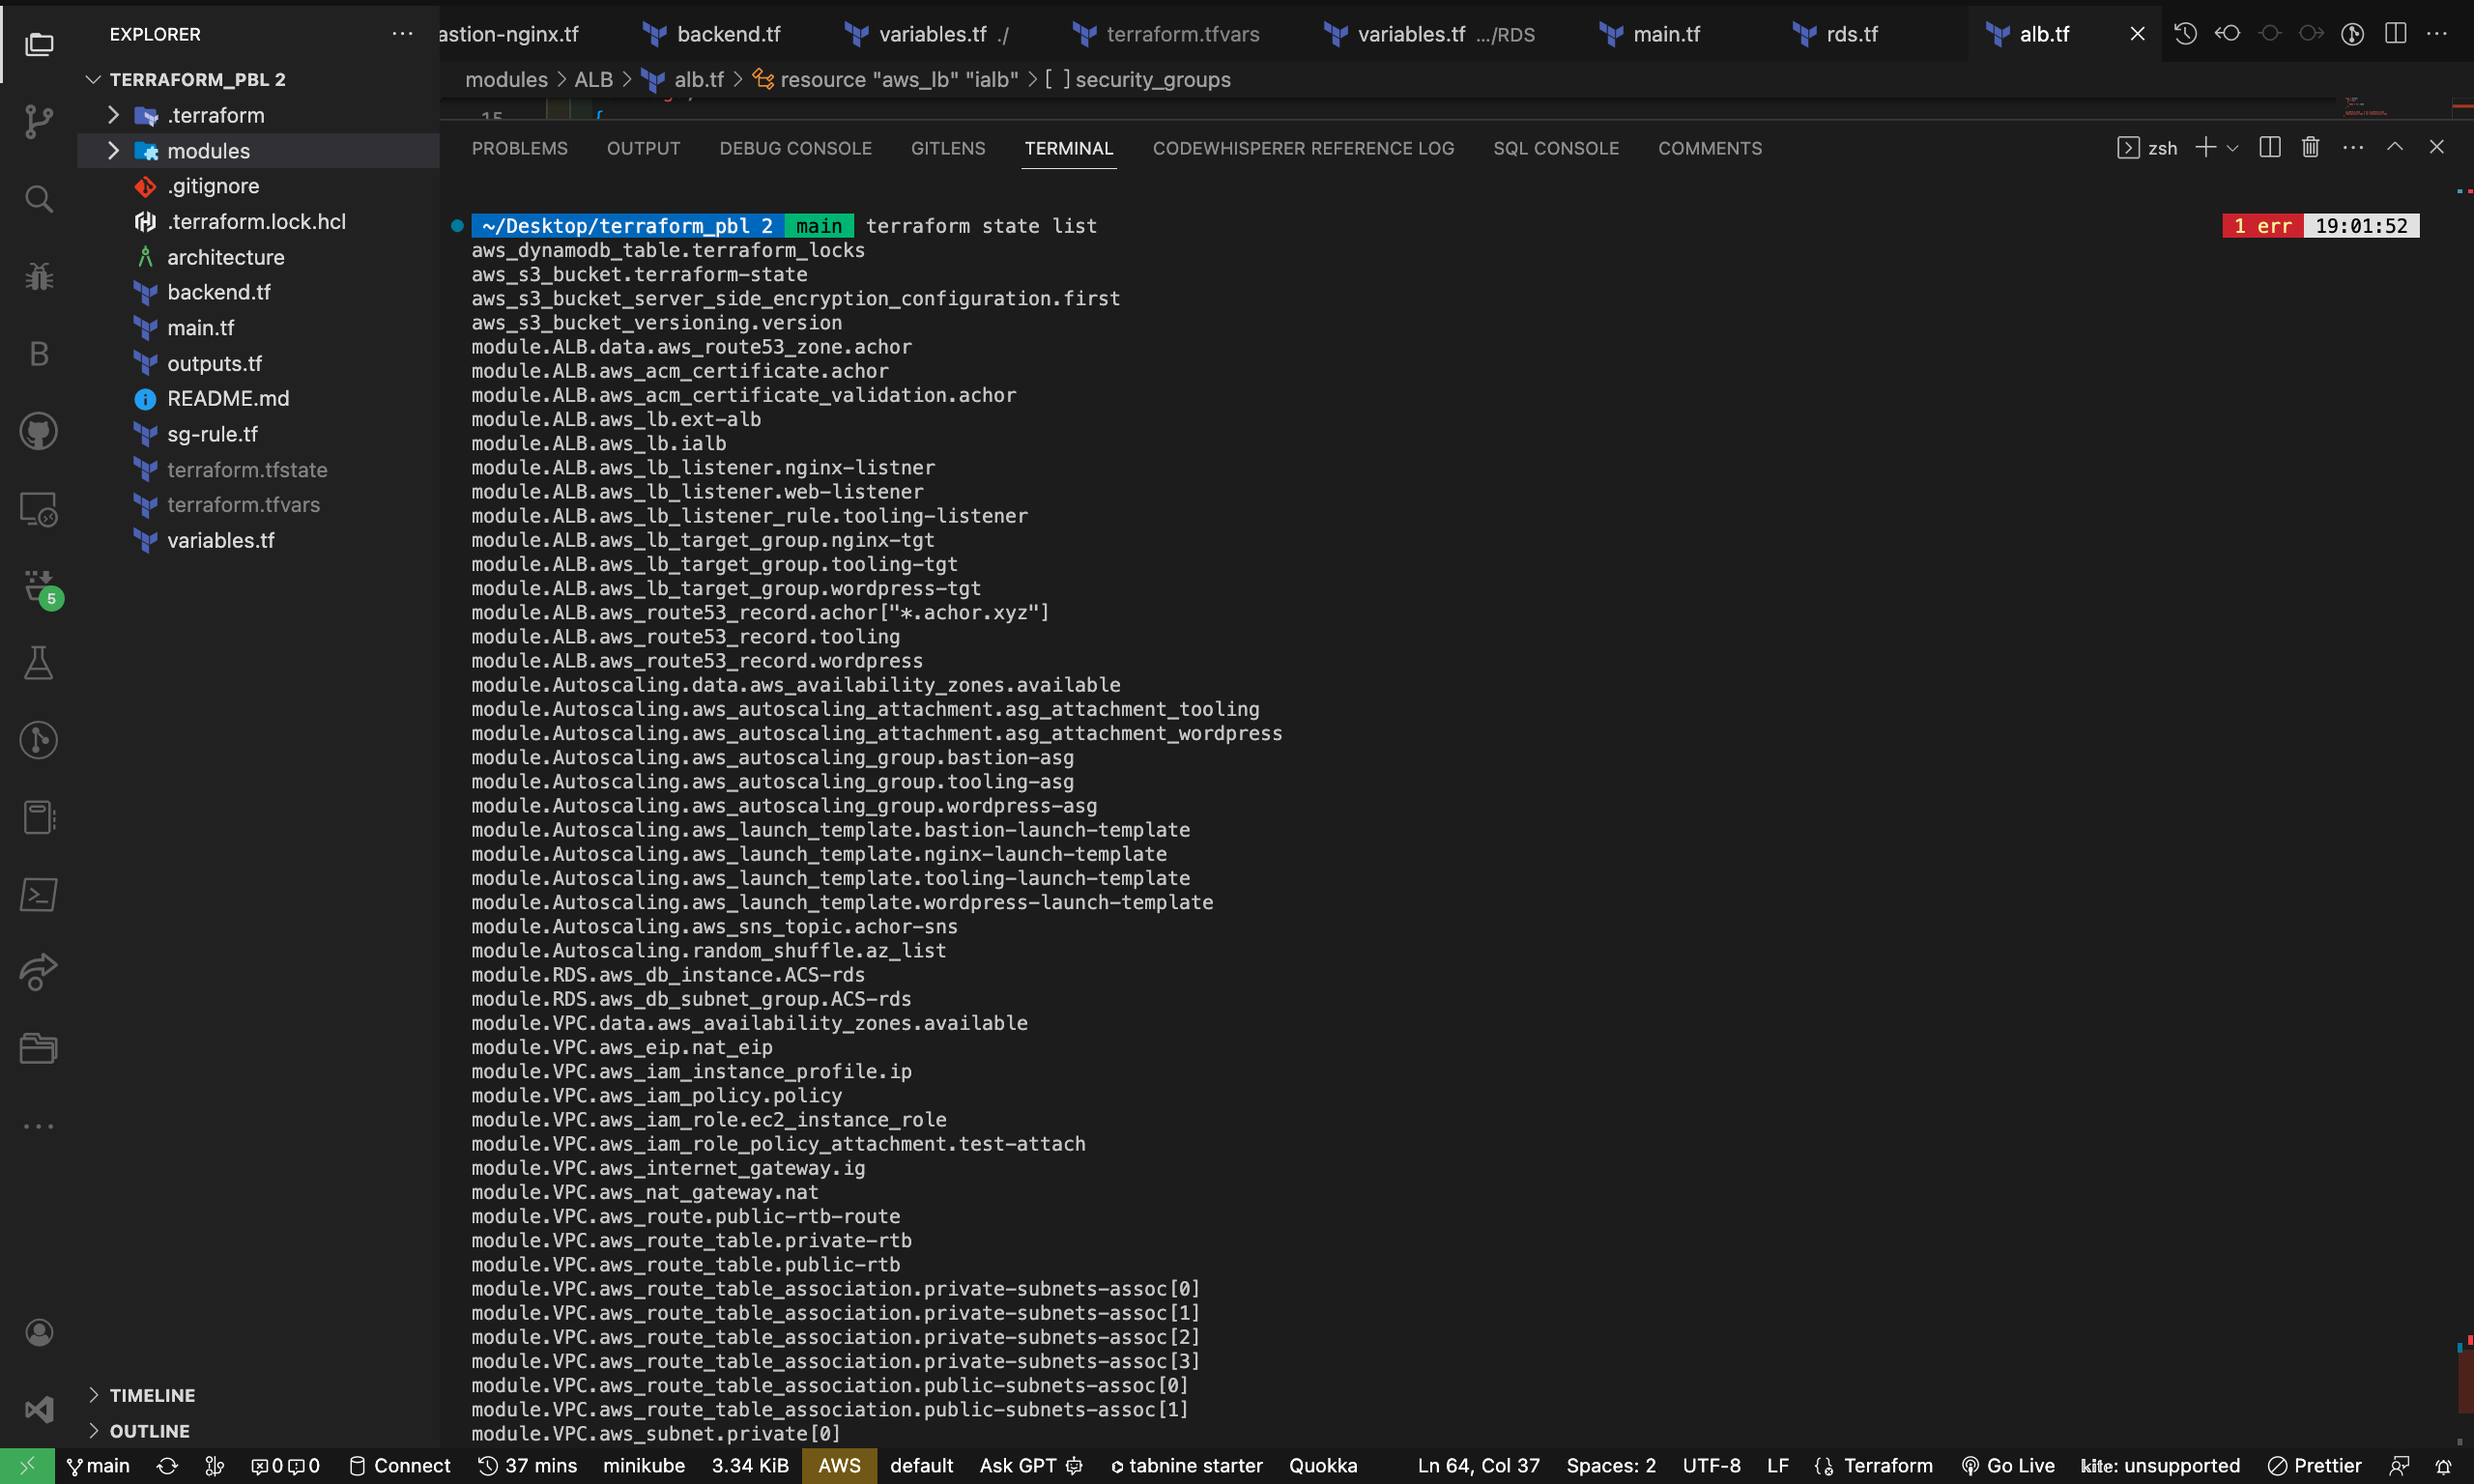 EXPLORER
TERRAFORM_PBL 2
.terraform
modules
.gitignore
.terraform.lock.hcl
architecture
backend.tf
main.tf
outputs.tf
README.md
sg-rule.tf
terraform.tfstate
terraform.tfvars
variables.tf
TIMELINE
OUTLINE
B
5
astion-nginx.tf
backend.tf
variables.tf ./
terraform.tfvars
variables.tf .../RDS
main.tf
rds.tf
alb.tf
modules > ALB > alb.tf > resource "aws_lb" "ialb" > [ ] security_groups
15 {
PROBLEMS OUTPUT DEBUG CONSOLE GITLENS TERMINAL CODEWHISPERER REFERENCE LOG SQL CONSOLE COMMENTS
zsh
~/Desktop/terraform_pbl 2 main terraform state list 1 err 19:01:52
aws_dynamodb_table.terraform_locks
aws_s3_bucket.terraform-state
aws_s3_bucket_server_side_encryption_configuration.first
aws_s3_bucket_versioning.version
module.ALB.data.aws_route53_zone.achor
module.ALB.aws_acm_certificate.achor
module.ALB.aws_acm_certificate_validation.achor
module.ALB.aws_lb.ext-alb
module.ALB.aws_lb.ialb
module.ALB.aws_lb_listener.nginx-listner
module.ALB.aws_lb_listener.web-listener
module.ALB.aws_lb_listener_rule.tooling-listener
module.ALB.aws_lb_target_group.nginx-tgt
module.ALB.aws_lb_target_group.tooling-tgt
module.ALB.aws_lb_target_group.wordpress-tgt
module.ALB.aws_route53_record.achor["*.achor.xyz"]
module.ALB.aws_route53_record.tooling
module.ALB.aws_route53_record.wordpress
module.Autoscaling.data.aws_availability_zones.available
module.Autoscaling.aws_autoscaling_attachment.asg_attachment_tooling
module.Autoscaling.aws_autoscaling_attachment.asg_attachment_wordpress
module.Autoscaling.aws_autoscaling_group.bastion-asg
module.Autoscaling.aws_autoscaling_group.tooling-asg
module.Autoscaling.aws_autoscaling_group.wordpress-asg
module.Autoscaling.aws_launch_template.bastion-launch-template
module.Autoscaling.aws_launch_template.nginx-launch-template
module.Autoscaling.aws_launch_template.tooling-launch-template
module.Autoscaling.aws_launch_template.wordpress-launch-template
module.Autoscaling.aws_sns_topic.achor-sns
module.Autoscaling.random_shuffle.az_list
module.RDS.aws_db_instance.ACS-rds
module.RDS.aws_db_subnet_group.ACS-rds
module.VPC.data.aws_availability_zones.available
module.VPC.aws_eip.nat_eip
module.VPC.aws_iam_instance_profile.ip
module.VPC.aws_iam_policy.policy
module.VPC.aws_iam_role.ec2_instance_role
module.VPC.aws_iam_role_policy_attachment.test-attach
module.VPC.aws_internet_gateway.ig
module.VPC.aws_nat_gateway.nat
module.VPC.aws_route.public-rtb-route
module.VPC.aws_route_table.private-rtb
module.VPC.aws_route_table.public-rtb
module.VPC.aws_route_table_association.private-subnets-assoc[0]
module.VPC.aws_route_table_association.private-subnets-assoc[1]
module.VPC.aws_route_table_association.private-subnets-assoc[2]
module.VPC.aws_route_table_association.private-subnets-assoc[3]
module.VPC.aws_route_table_association.public-subnets-assoc[0]
module.VPC.aws_route_table_association.public-subnets-assoc[1]
module.VPC.aws_subnet.private[0]
main 0 0 Connect 37 mins minikube 3.34 KiB AWS default Ask GPT tabnine starter Quokka Ln 64, Col 37 Spaces: 2 UTF-8 LF Terraform Go Live kite: unsupported Prettier